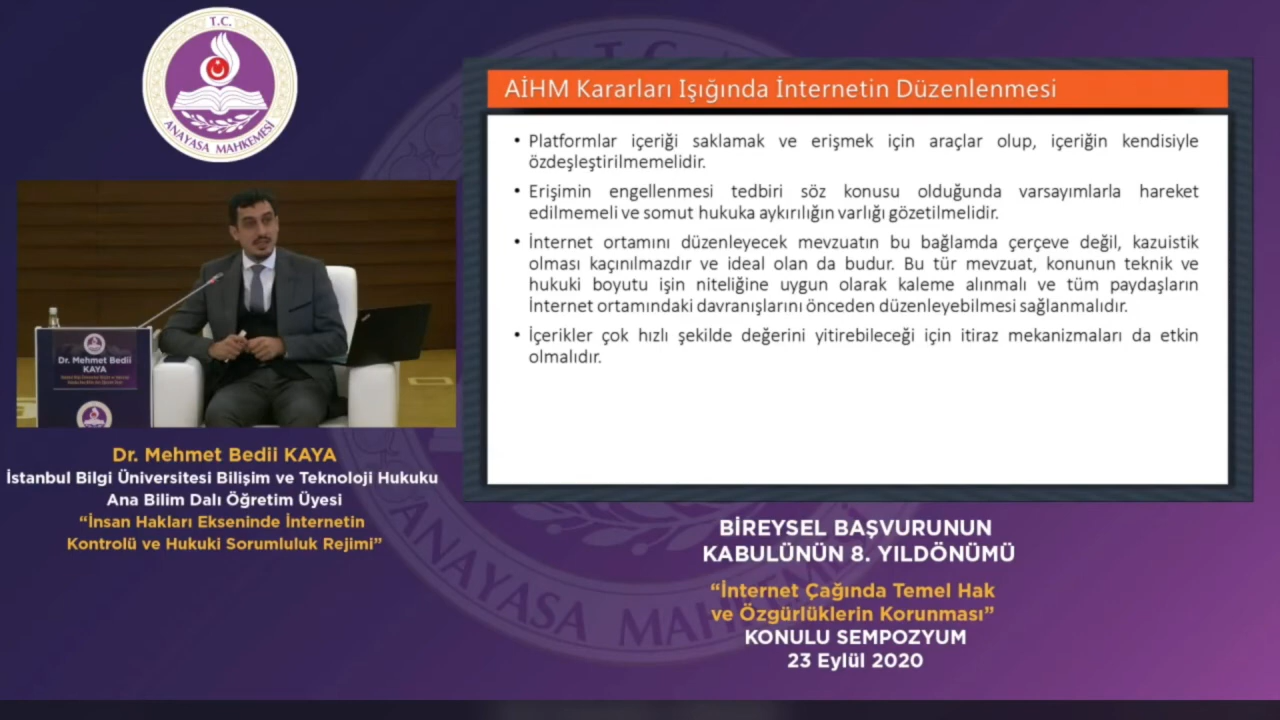 T.C.
ANAYASA MAHKEMESİ
AİHM Kararları Işığında İnternetin Düzenlenmesi
• Platformlar içeriği saklamak ve erişmek için araçlar olup, içeriğin kendisiyle
özdeşleştirilmemelidir.
• Erişimin engellenmesi tedbiri söz konusu olduğunda varsayımlarla hareket
edilmemeli ve somut hukuka aykırılığın varlığı gözetilmelidir.
• İnternet ortamını düzenleyecek mevzuatın bu bağlamda çerçeve değil, kazuistik
olması kaçınılmazdır ve ideal olan da budur. Bu tür mevzuat, konunun teknik ve
hukuki boyutu işin niteliğine uygun olarak kaleme alınmalı ve tüm paydaşların
İnternet ortamındaki davranışlarını önceden düzenleyebilmesi sağlanmalıdır.
• İçerikler çok hızlı şekilde değerini yitirebileceği için itiraz mekanizmaları da etkin
olmalıdır.
Dr. Mehmet Bedii
KAYA
Dr. Mehmet Bedii KAYA
İstanbul Bilgi Üniversitesi Bilişim ve Teknoloji Hukuku
Ana Bilim Dalı Öğretim Üyesi
“İnsan Hakları Ekseninde İnternetin
Kontrolü ve Hukuki Sorumluluk Rejimi”
BİREYSEL BAŞVURUNUN
KABULÜNÜN 8. YILDÖNÜMÜ
“İnternet Çağında Temel Hak
ve Özgürlüklerin Korunması”
KONULU SEMPOZYUM
23 Eylül 2020